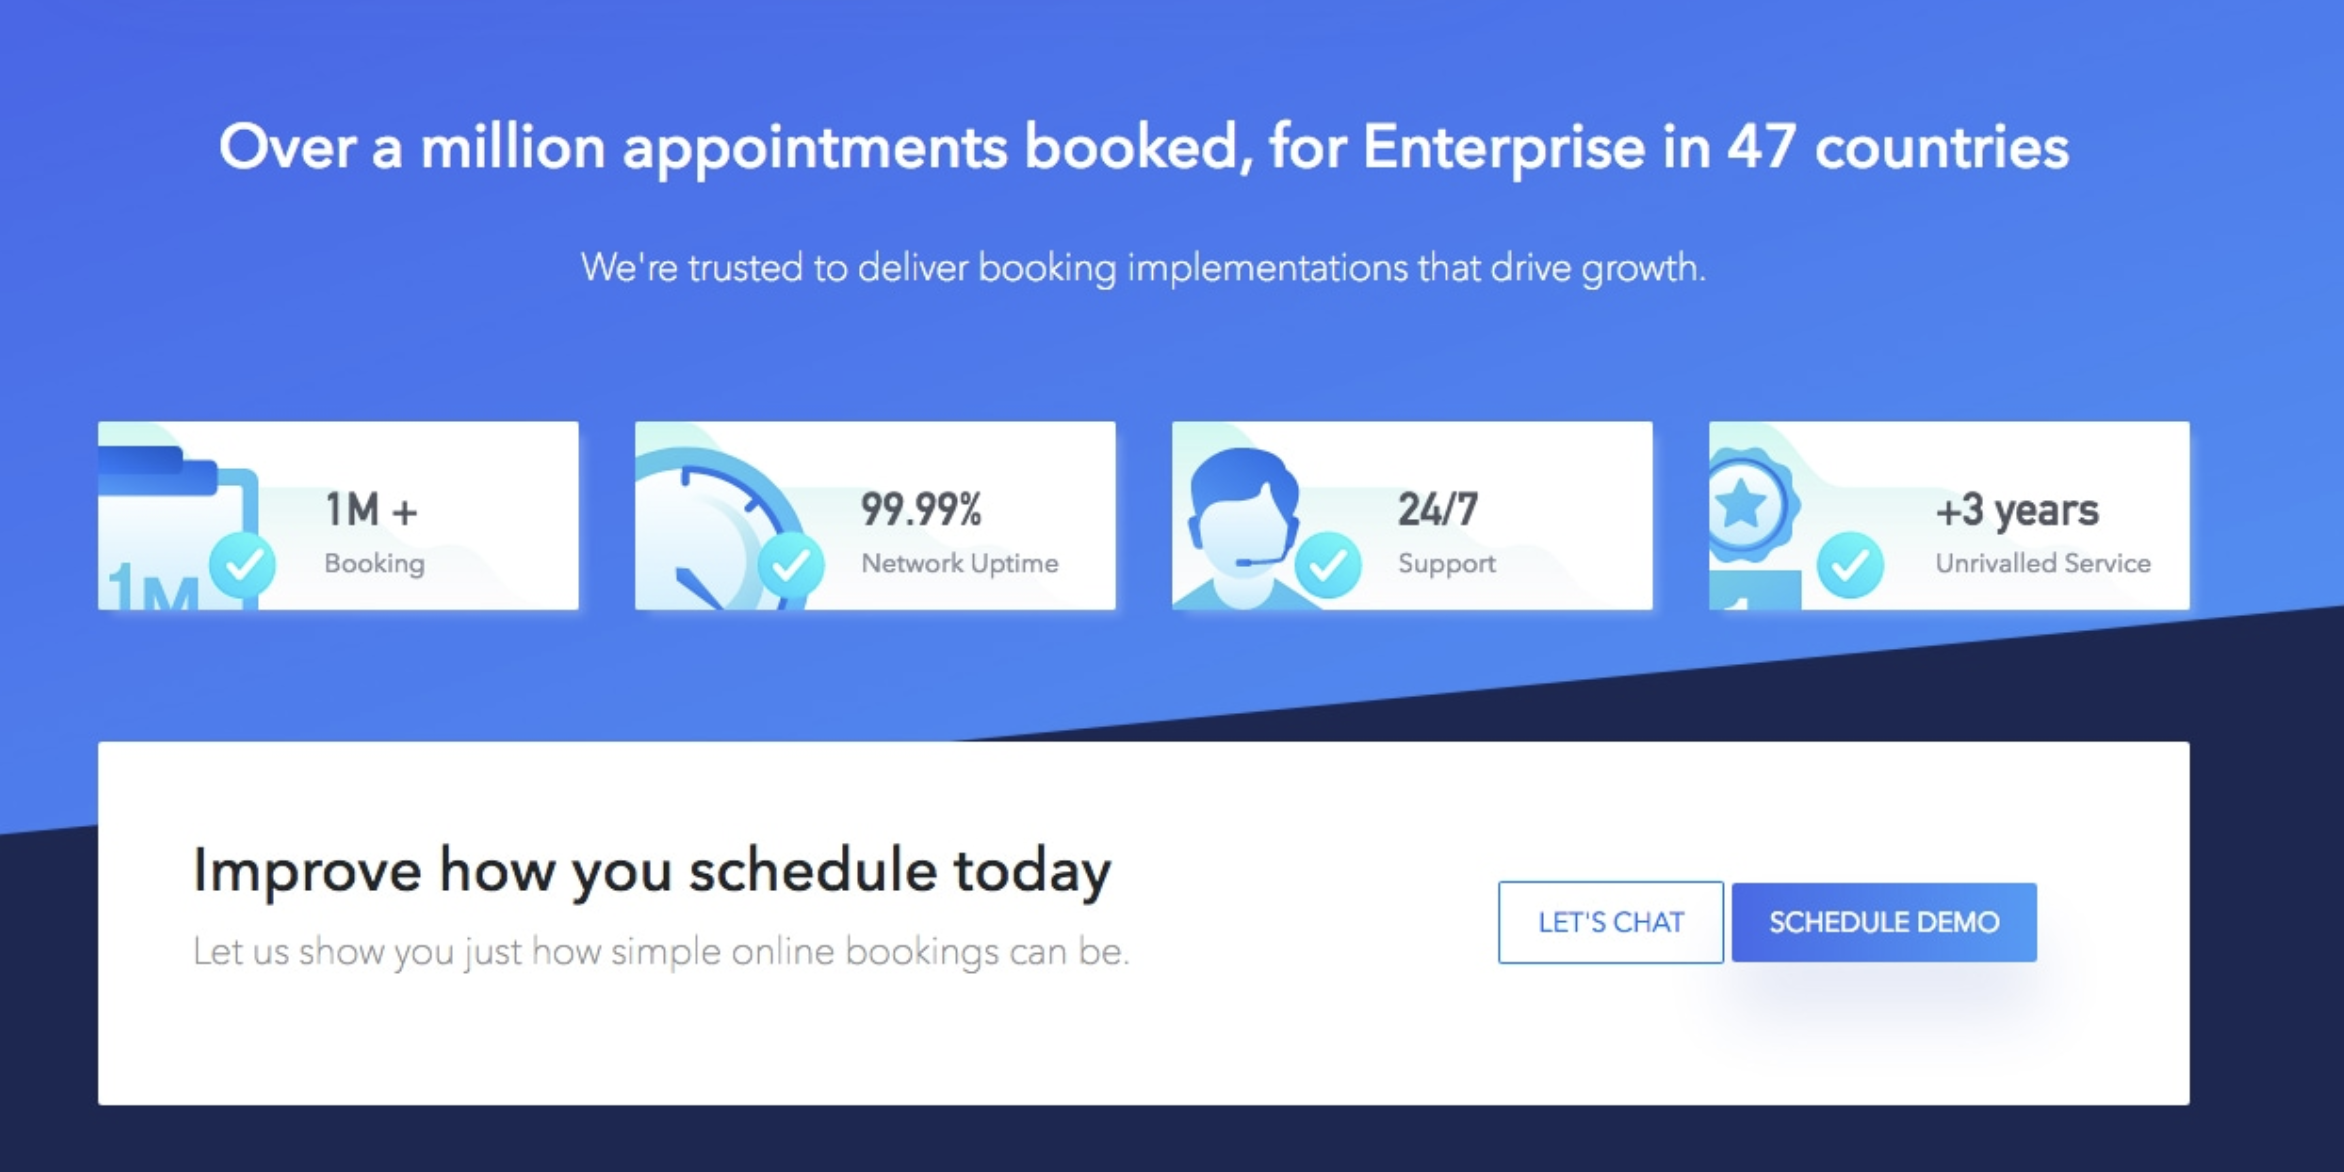 Over a million appointments booked, for Enterprise in 47 countries
We're trusted to deliver booking implementations that drive growth.
1M
1M +
Booking
99.99%
Network Uptime
24/7
Support
1
+3 years
Unrivalled Service
Improve how you schedule today
Let us show you just how simple online bookings can be.
LET'S CHAT
SCHEDULE DEMO